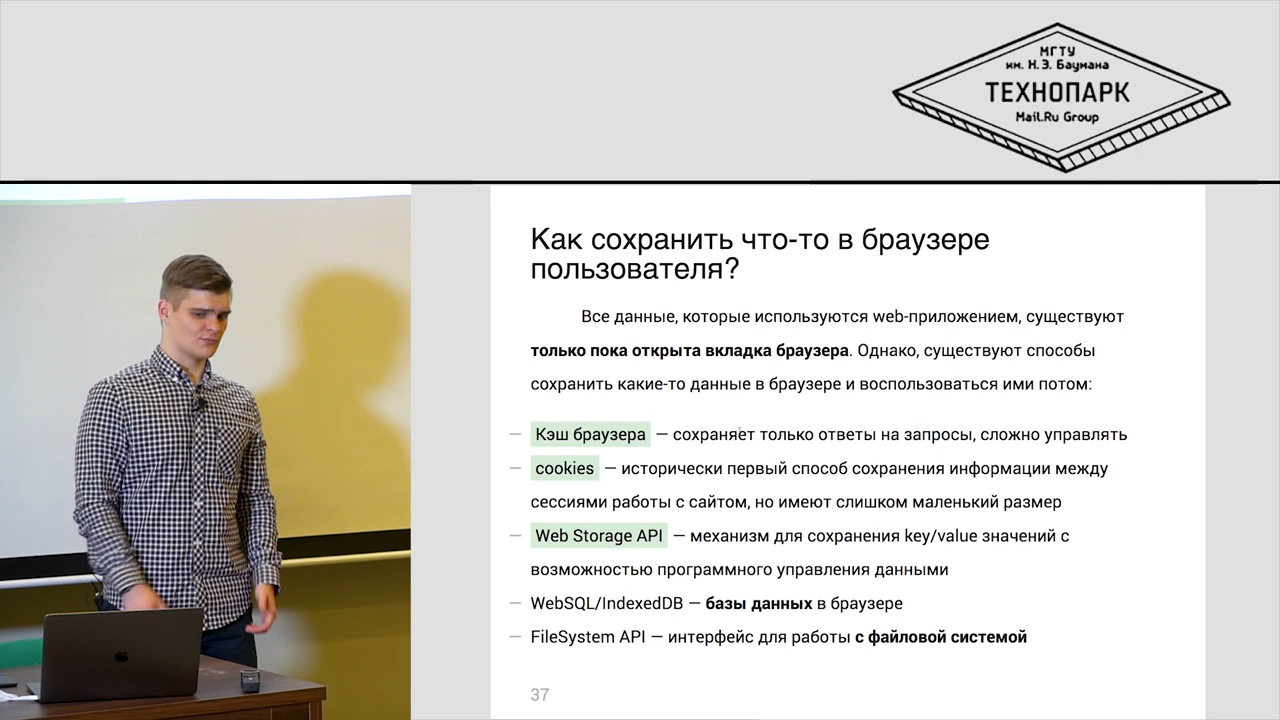 МГТУ
им. Н.Э. Баумана
ТЕХНОПАРК
Mail.Ru Group
Как сохранить что-то в браузере
пользователя?
Все данные, которые используются web-приложением, существуют
только пока открыта вкладка браузера. Однако, существуют способы
сохранить какие-то данные в браузере и воспользоваться ими потом:
— Кэш браузера — сохраняет только ответы на запросы, сложно управлять
— cookies — исторически первый способ сохранения информации между
сессиями работы с сайтом, но имеют слишком маленький размер
— Web Storage API — механизм для сохранения key/value значений с
возможностью программного управления данными
— WebSQL/IndexedDB — базы данных в браузере
— FileSystem API — интерфейс для работы с файловой системой
37